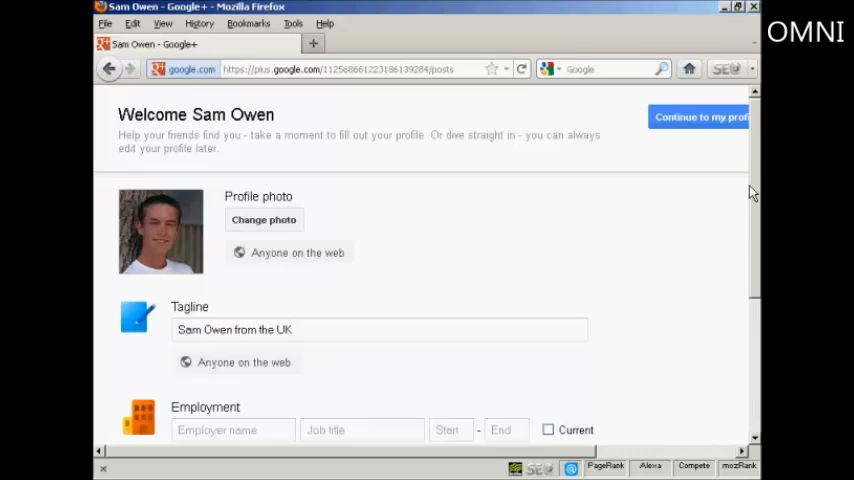 Sam Owen - Google+ - Mozilla Firefox
OMNI
File Edit View History Bookmarks Tools Help
Sam Owen - Google+
google.com https://plus.google.com/112568661223186139284/posts Google SEO
Welcome Sam Owen
Continue to my prof
Help your friends find you - take a moment to fill out your profile. Or dive straight in - you can always
edit your profile later.
Profile photo
Change photo
Anyone on the web
Tagline
Sam Owen from the UK
Anyone on the web
Employment
Employer name Job title Start - End Current
SEO PageRank Alexa Compete mozRank